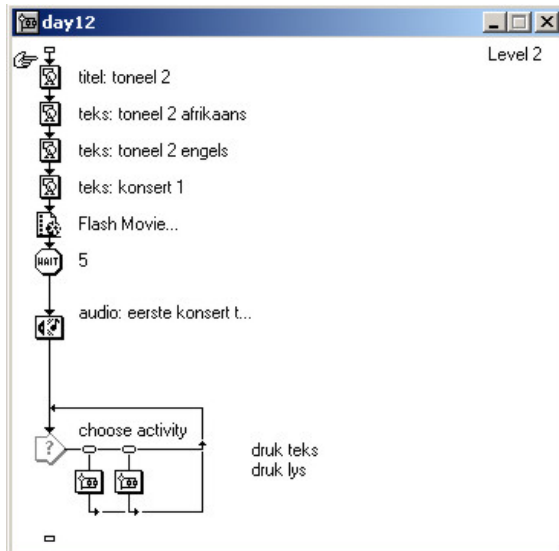 day12
Level 2
titel: toneel 2
teks: toneel 2 afrikaans
teks: toneel 2 engels
teks: konsert 1
Flash Movie...
WAIT 5
audio: eerste konsert t...
choose activity
?
druk teks
druk lys